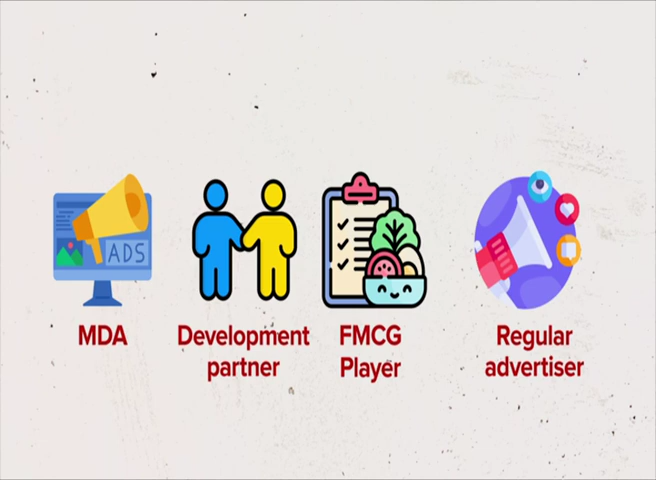 ADS
MDA
Development
partner
FMCG
Player
Regular
advertiser